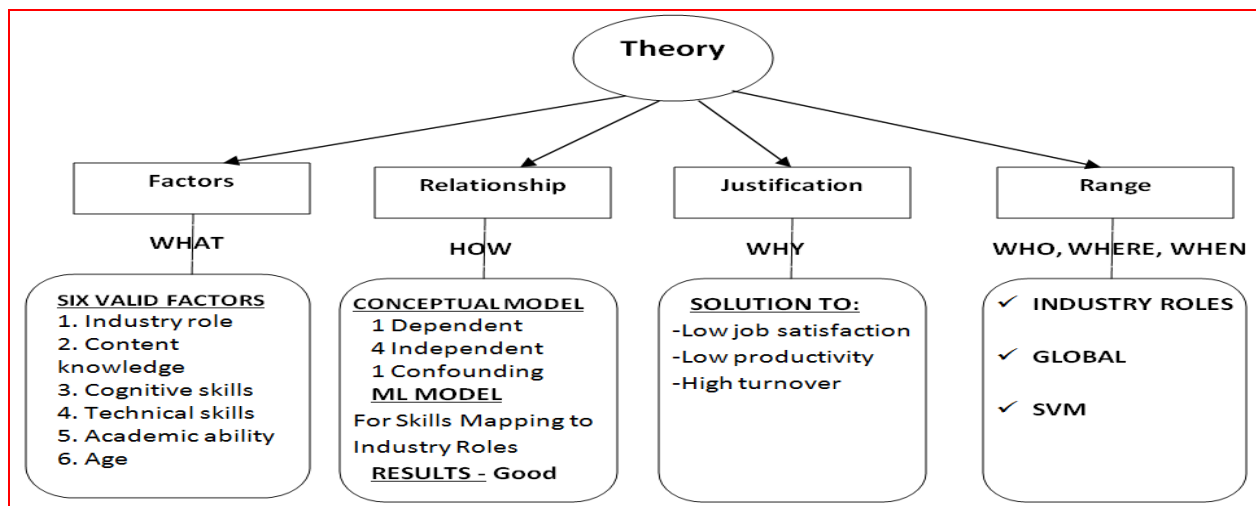 Theory
Factors
Relationship
Justification
Range
WHAT
HOW
WHY
WHO, WHERE, WHEN
SIX VALID FACTORS
1. Industry role
2. Content
knowledge
3. Cognitive skills
4. Technical skills
5. Academic ability
6. Age
CONCEPTUAL MODEL
1 Dependent
4 Independent
1 Confounding
ML MODEL
For Skills Mapping to
Industry Roles
RESULTS - Good
SOLUTION TO:
-Low job satisfaction
-Low productivity
-High turnover
✓ INDUSTRY ROLES
✓ GLOBAL
✓ SVM